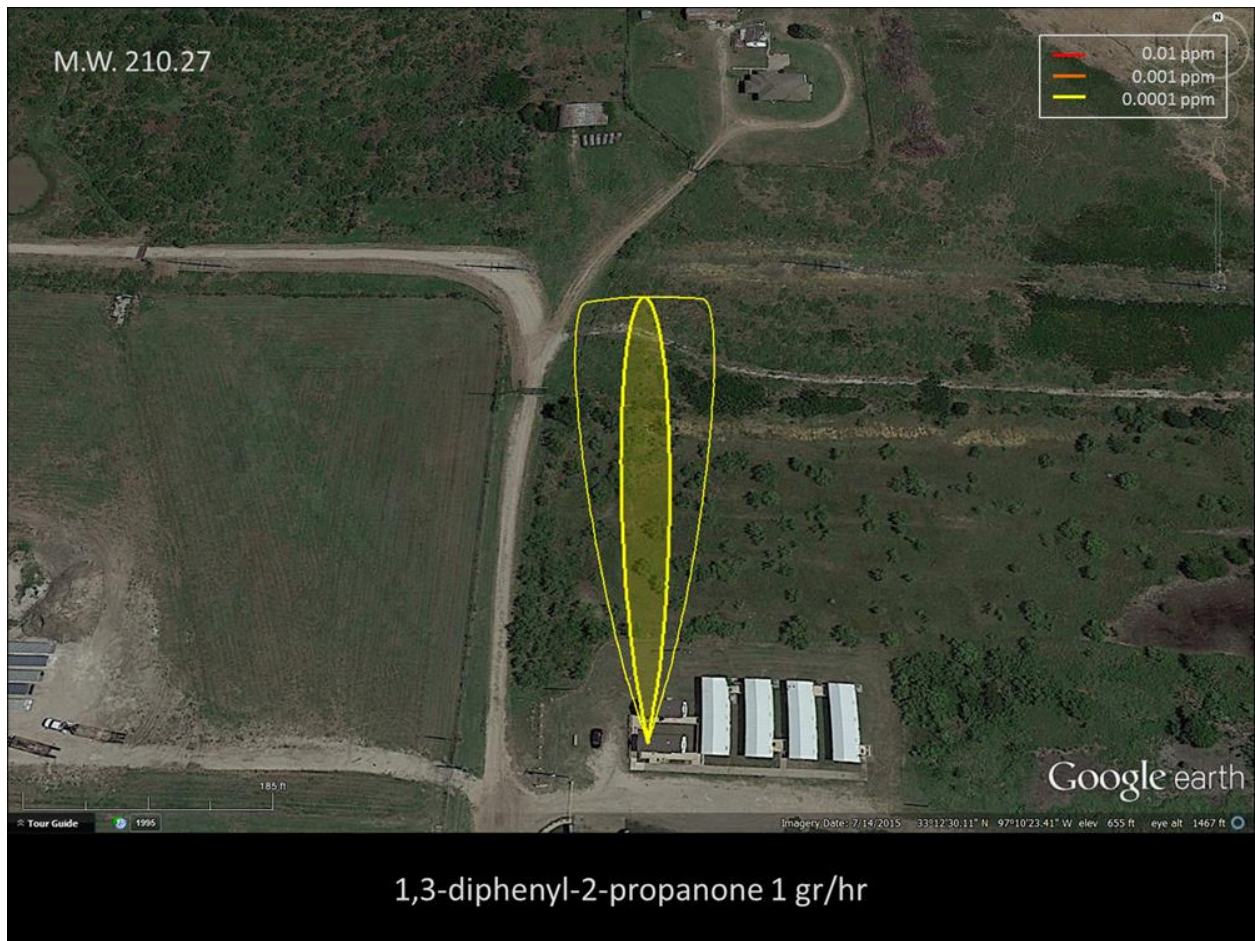 M.W. 210.27
N
0.01 ppm
0.001 ppm
0.0001 ppm
185 ft
Google earth
Tour Guide
1995
Imagery Date: 7/14/2015 33°12'30.11" N 97°10'23.41" W elev 655 ft eye alt 1467 ft
1,3-diphenyl-2-propanone 1 gr/hr